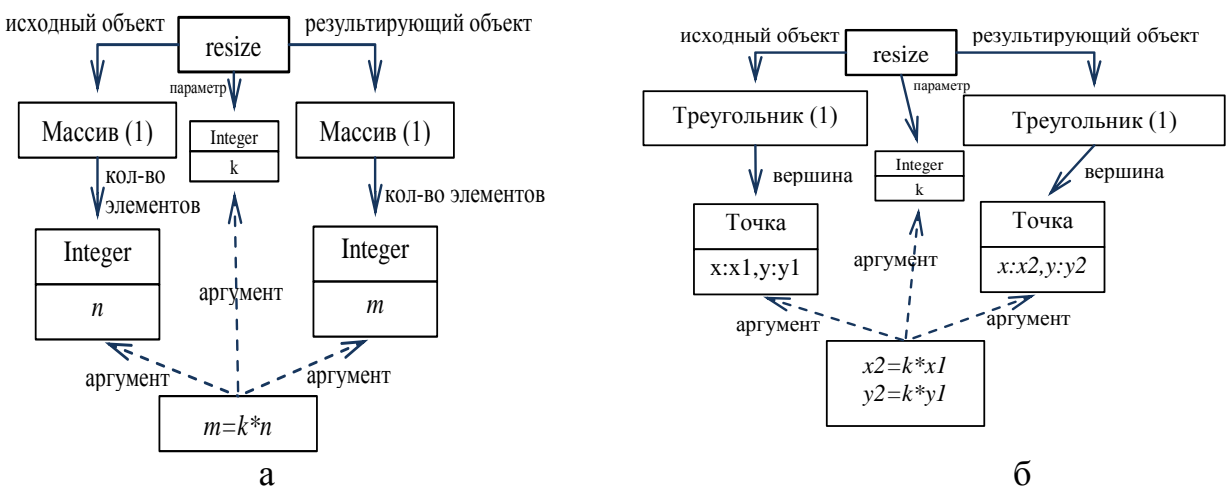 исходный объект
resize
результирующий объект
параметр
Массив (1)
Integer
k
Массив (1)
кол-во
элементов
кол-во элементов
Integer
n
Integer
m
аргумент
аргумент
аргумент
m=k*n
а
исходный объект
resize
результирующий объект
параметр
Треугольник (1)
Треугольник (1)
Integer
k
вершина
вершина
Точка
x:x1,y:y1
Точка
x:x2,y:y2
аргумент
аргумент
аргумент
x2=k*x1
y2=k*y1
б